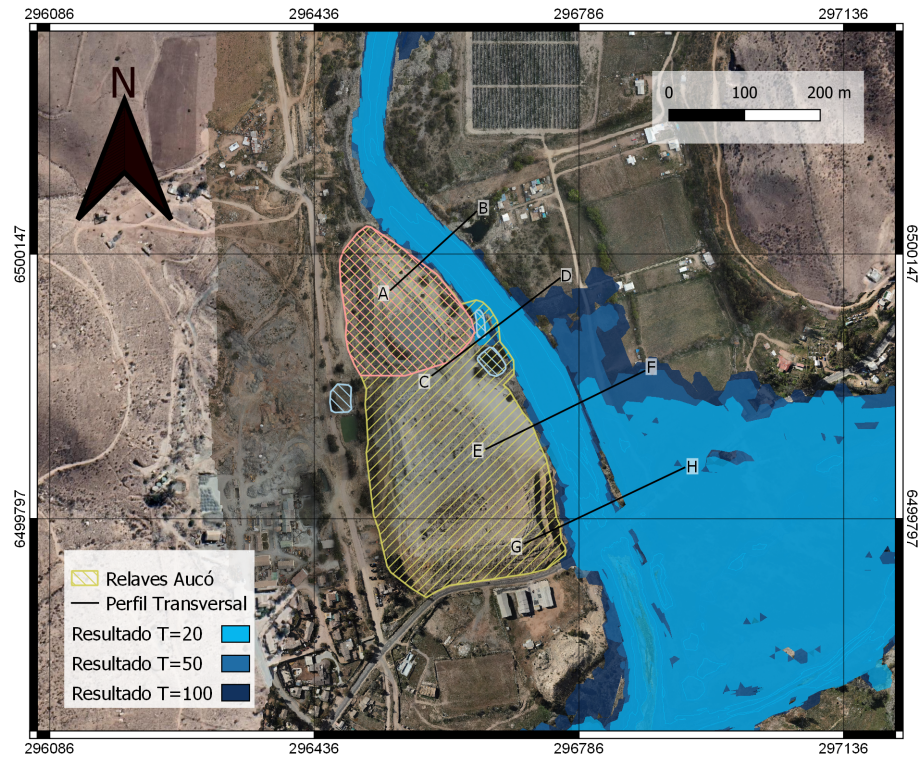 296086 296436 296786 297136
N
0 100 200 m
B
6500147 6500147
D
A
F
C
E
H
6499797 6499797
G
Relaves Aucó
Perfil Transversal
Resultado T=20
Resultado T=50
Resultado T=100
296086 296436 296786 297136